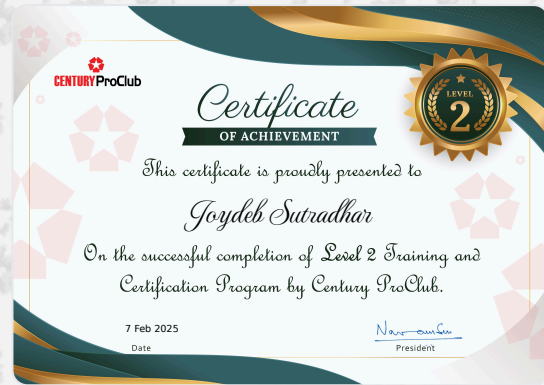 CENTURY ProClub
LEVEL
2
Certificate
OF ACHIEVEMENT
This certificate is proudly presented to
Joydeb Sutradhar
On the successful completion of Level 2 Training and
Certification Program by Century ProClub.
7 Feb 2025
Date
President